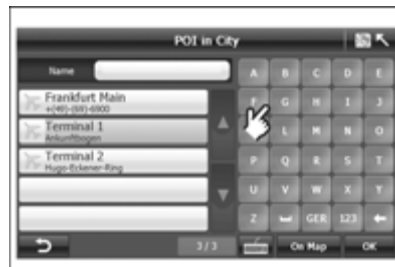 POI in City
Name
A B C D E
Frankfurt Main
+(49)-(69)-6900
F G H I J
Terminal 1
Ankunftbogen
L M N O
Terminal 2
Hugo-Eckener-Ring
P Q R S T
U V W X Y
Z GER 123
3/3
On Map
OK